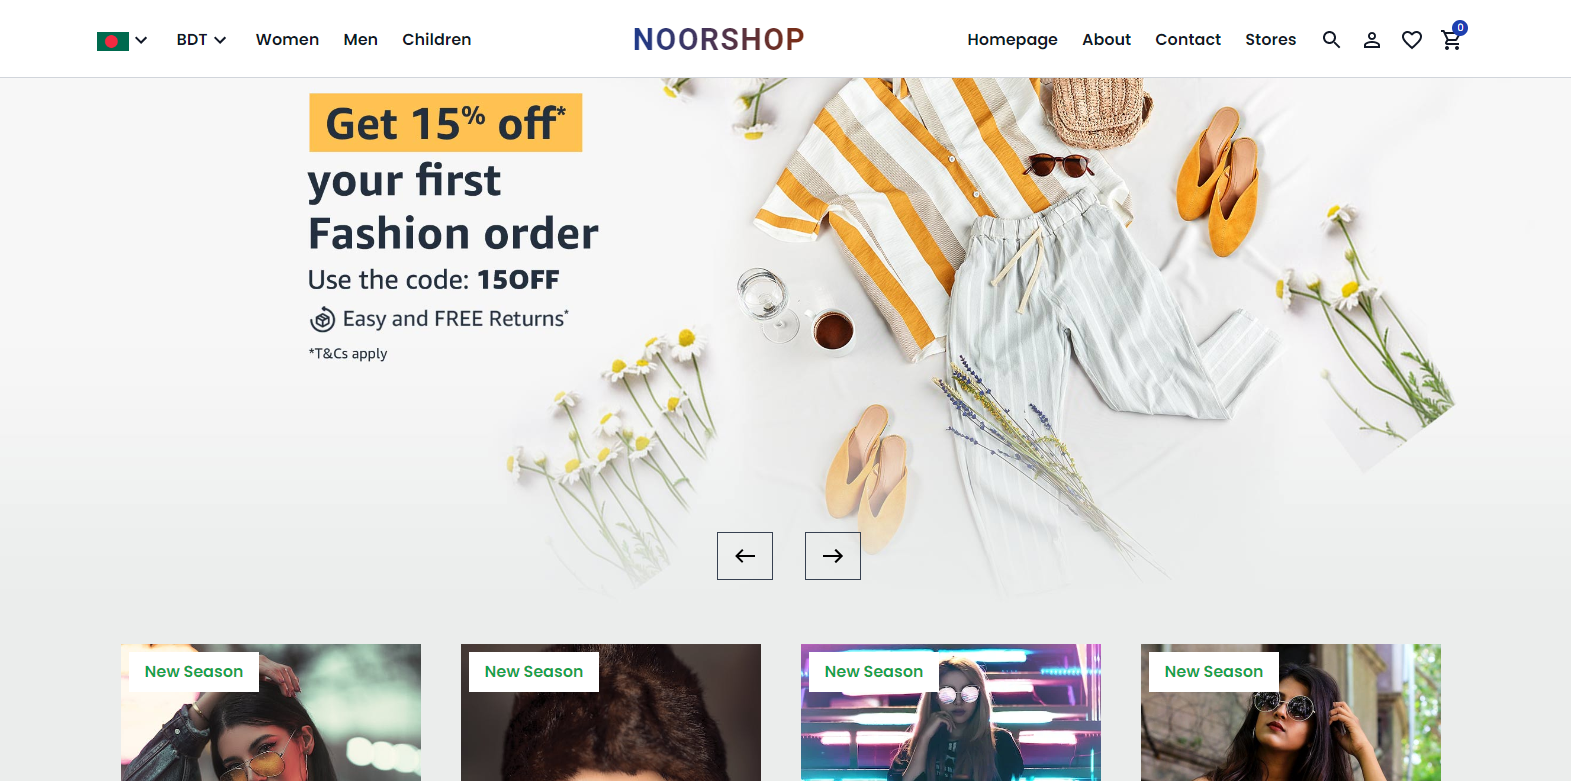 BDT
Women
Men
Children
NOORSHOP
Homepage
About
Contact
Stores
0
Get 15% off*
your first
Fashion order
Use the code: 15OFF
Easy and FREE Returns*
*T&Cs apply
New Season
New Season
New Season
New Season